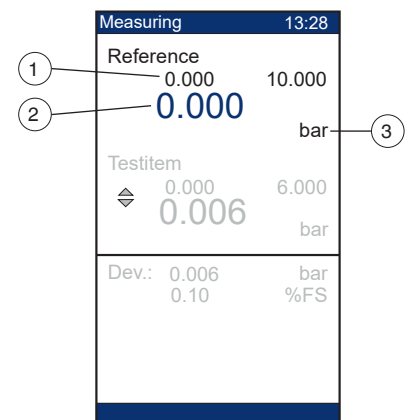 Measuring 13:28
Reference
1 0.000 10.000
2 0.000
bar 3
Testitem
0.000 6.000
0.006
bar
Dev.: 0.006 bar
0.10 %FS